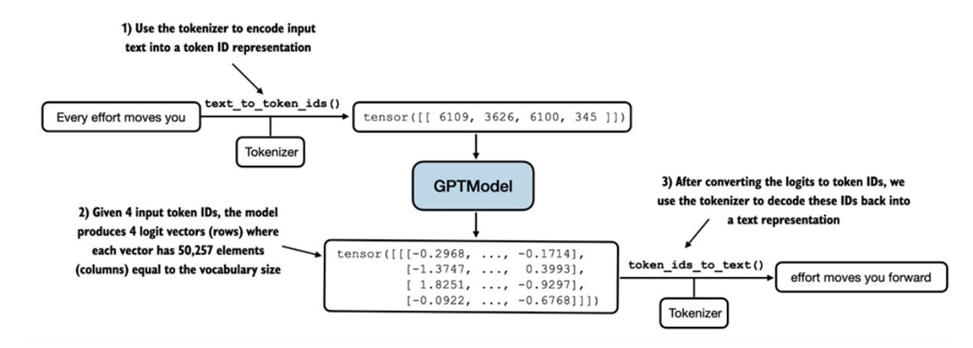 1) Use the tokenizer to encode input
text into a token ID representation
Every effort moves you
text_to_token_ids()
Tokenizer
tensor([[ 6109, 3626, 6100, 345 ]])
GPTModel
2) Given 4 input token IDs, the model
produces 4 logit vectors (rows) where
each vector has 50,257 elements
(columns) equal to the vocabulary size
tensor([[[-0.2968, ..., -0.1714],
[-1.3747, ..., 0.3993],
[ 1.8251, ..., -0.9297],
[-0.0922, ..., -0.6768]]])
3) After converting the logits to token IDs, we
use the tokenizer to decode these IDs back into
a text representation
token_ids_to_text()
Tokenizer
effort moves you forward